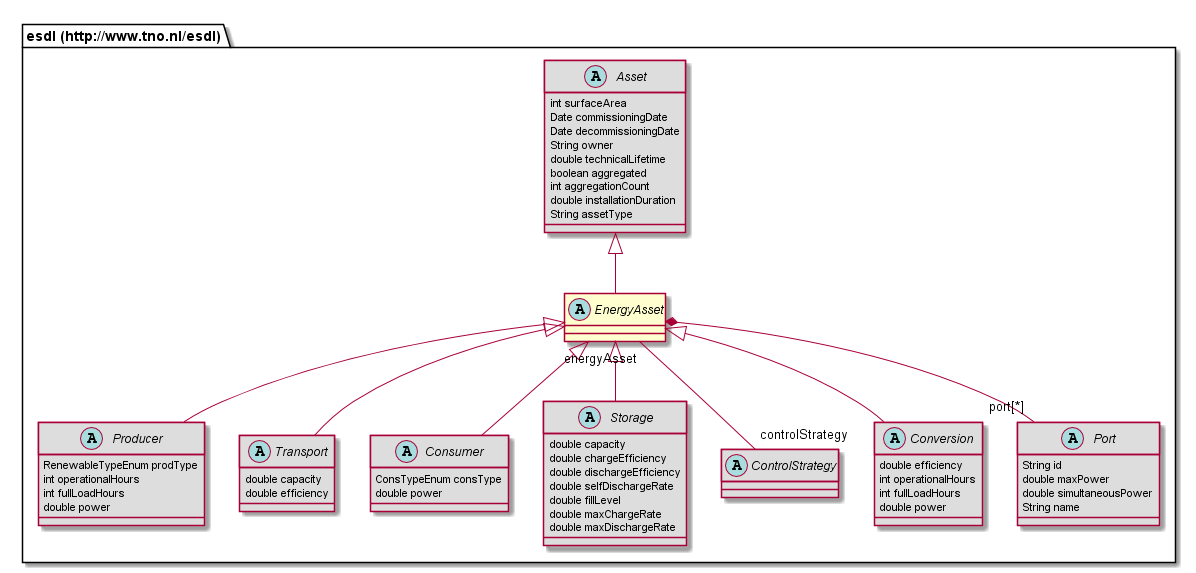 esdl (http://www.tno.nl/esdl)
A Asset
int surfaceArea
Date commissioningDate
Date decommissioningDate
String owner
double technicalLifetime
boolean aggregated
int aggregationCount
double installationDuration
String assetType
A EnergyAsset
energyAsset
controlStrategy
port[*]
A Producer
RenewableTypeEnum prodType
int operationalHours
int fullLoadHours
double power
A Transport
double capacity
double efficiency
A Consumer
ConsTypeEnum consType
double power
A Storage
double capacity
double chargeEfficiency
double dischargeEfficiency
double selfDischargeRate
double fillLevel
double maxChargeRate
double maxDischargeRate
A ControlStrategy
A Conversion
double efficiency
int operationalHours
int fullLoadHours
double power
A Port
String id
double maxPower
double simultaneousPower
String name